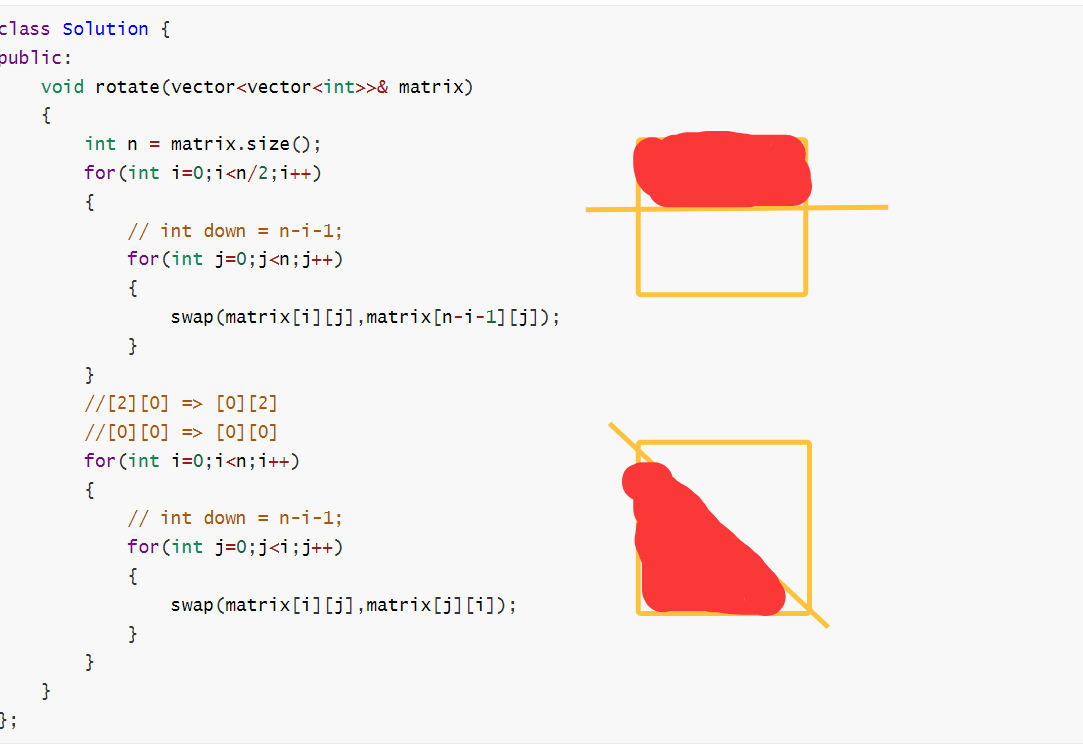 class Solution {
public:
    void rotate(vector<vector<int>>& matrix)
    {
        int n = matrix.size();
        for(int i=0;i<n/2;i++)
        {
            // int down = n-i-1;
            for(int j=0;j<n;j++)
            {
                swap(matrix[i][j],matrix[n-i-1][j]);
            }
        }
        //[2][0] => [0][2]
        //[0][0] => [0][0]
        for(int i=0;i<n;i++)
        {
            // int down = n-i-1;
            for(int j=0;j<i;j++)
            {
                swap(matrix[i][j],matrix[j][i]);
            }
        }
    }
};